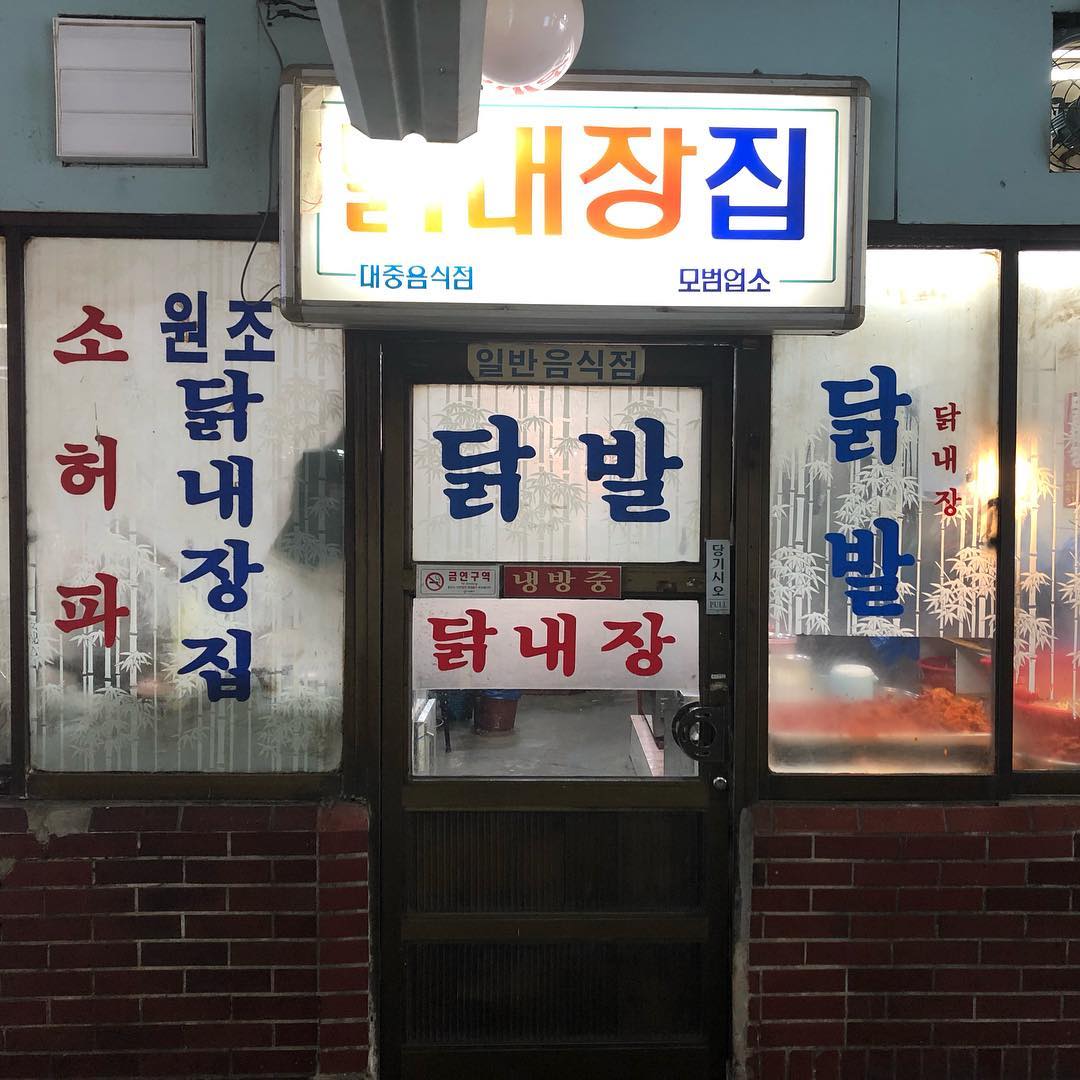 닭내장집
대중음식점 모범업소
소허파
원조
닭내장집
일반음식점
닭발
금연구역
냉방중
당기시오
PULL
닭내장
닭발
닭내장